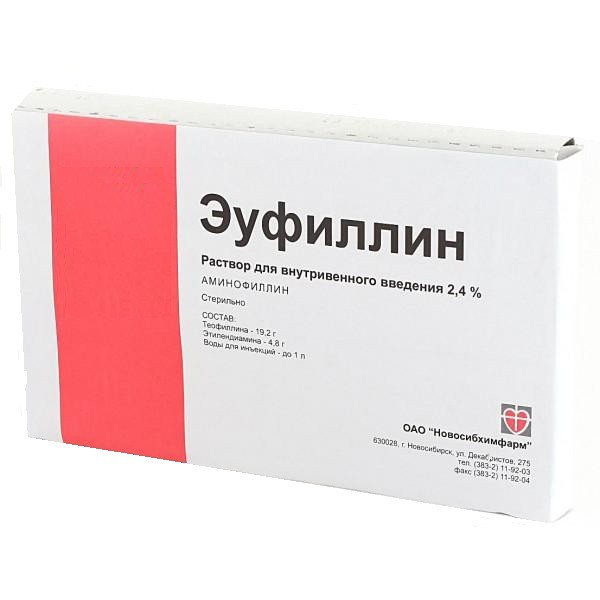 Эуфиллин
Раствор для внутривенного введения 2,4 %
АМИНОФИЛЛИН
Стерильно
СОСТАВ:
Теофиллина - 19,2 г
Этилендиамина - 4,8 г
Воды для инъекций - до 1 л
ОАО "Новосибхимфарм"
630028, г. Новосибирск, ул. Декабристов, 275
тел. (383-2) 11-92-03
факс (383-2) 11-92-04